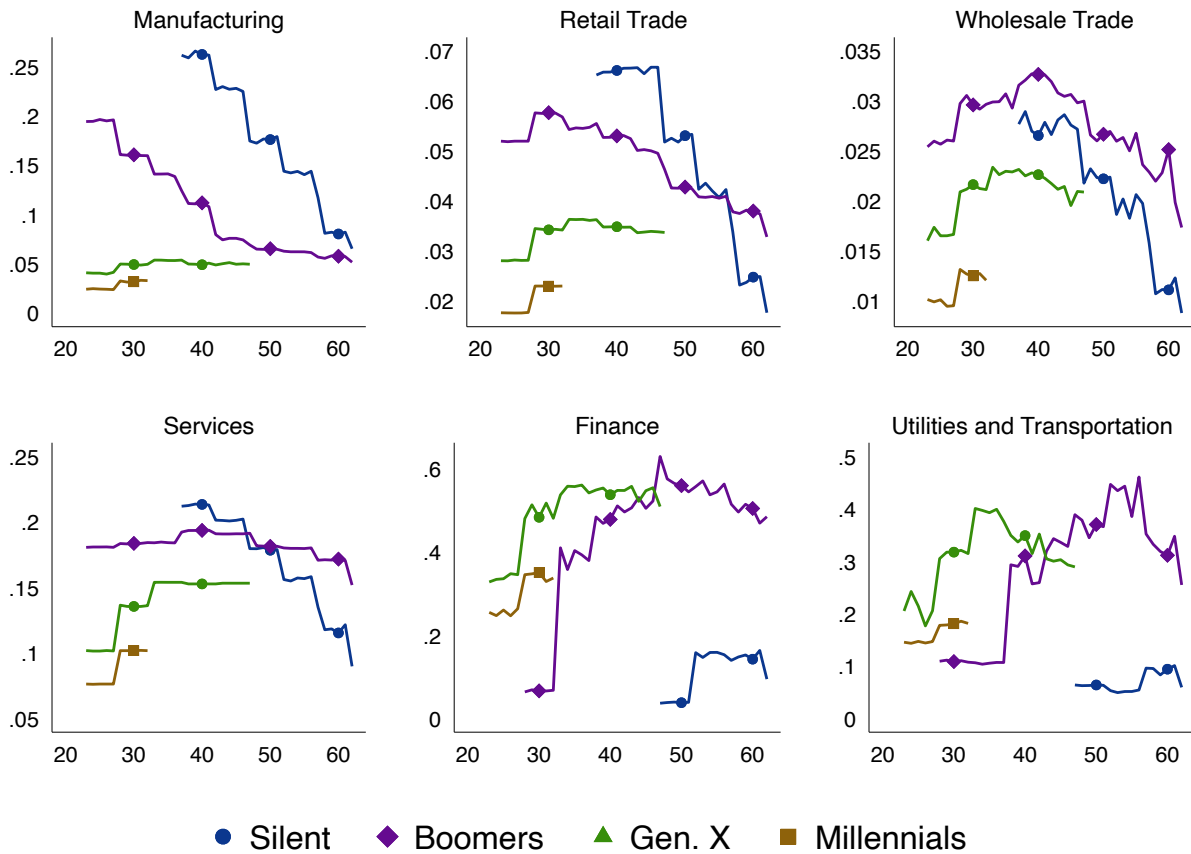 Manufacturing
.25
.2
.15
.1
.05
0
20 30 40 50 60
Retail Trade
.07
.06
.05
.04
.03
.02
20 30 40 50 60
Wholesale Trade
.035
.03
.025
.02
.015
.01
20 30 40 50 60
Services
.25
.2
.15
.1
.05
20 30 40 50 60
Finance
.6
.4
.2
0
20 30 40 50 60
Utilities and Transportation
.5
.4
.3
.2
.1
0
20 30 40 50 60
Silent Boomers Gen. X Millennials